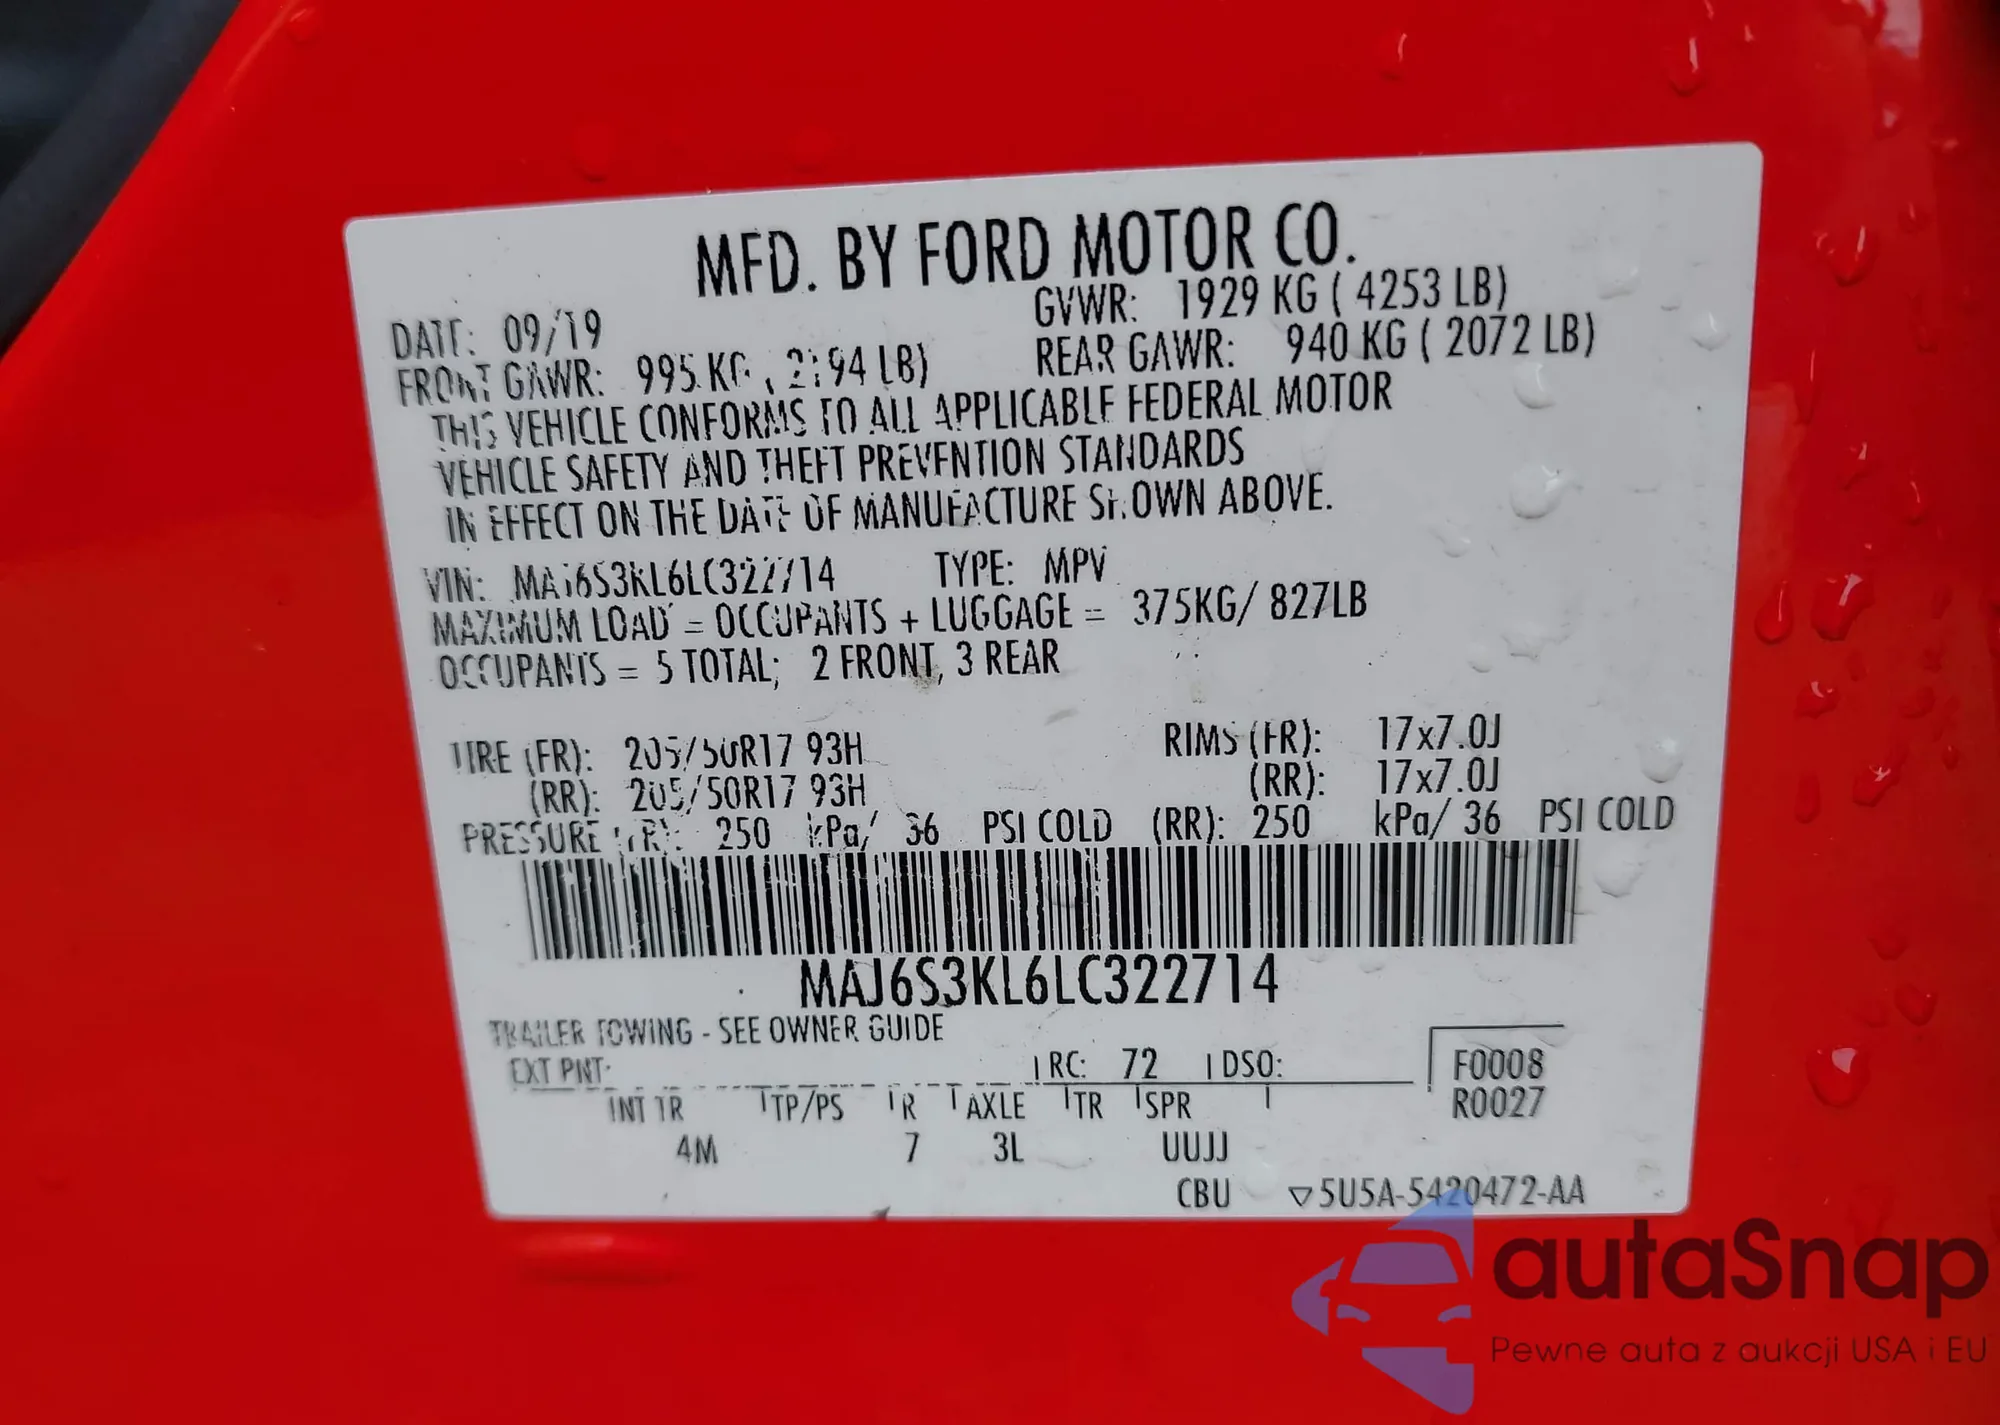 MFD. BY FORD MOTOR CO.
DATE: 09/19 GVWR: 1929 KG ( 4253 LB)
FRONT GAWR: 995 KG ( 2194 LB) REAR GAWR: 940 KG ( 2072 LB)
THIS VEHICLE CONFORMS TO ALL APPLICABLE FEDERAL MOTOR
VEHICLE SAFETY AND THEFT PREVENTION STANDARDS
IN EFFECT ON THE DATE OF MANUFACTURE SHOWN ABOVE.
VIN: MAJ6S3KL6LC322714 TYPE: MPV
MAXIMUM LOAD = OCCUPANTS + LUGGAGE = 375KG/ 827LB
OCCUPANTS = 5 TOTAL; 2 FRONT, 3 REAR
TIRE (FR): 205/50R17 93H RIMS (FR): 17x7.0J
(RR): 205/50R17 93H (RR): 17x7.0J
PRESSURE (FR): 250 kPa/ 36 PSI COLD (RR): 250 kPa/ 36 PSI COLD
MAJ6S3KL6LC322714
TRAILER TOWING - SEE OWNER GUIDE
EXT PNT: RC: 72 DSO: F0008
INT TR TP/PS R AXLE TR SPR R0027
4M 7 3L UUJJ
CBU ▽5U5A-5420472-AA
autaSnap
Pewne auta z aukcji USA i EU